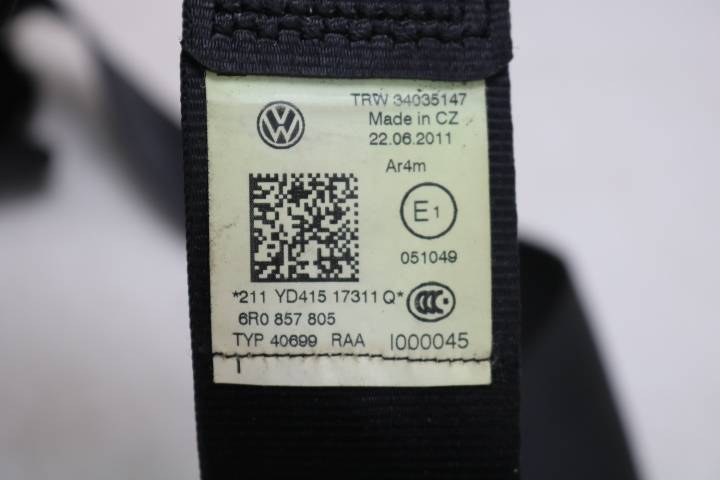 TRW 34035147
Made in CZ
22.06.2011
Ar4m
E1
051049
*211 YD415 17311 Q*
CCC
6R0 857 805
TYP 40699 RAA I000045